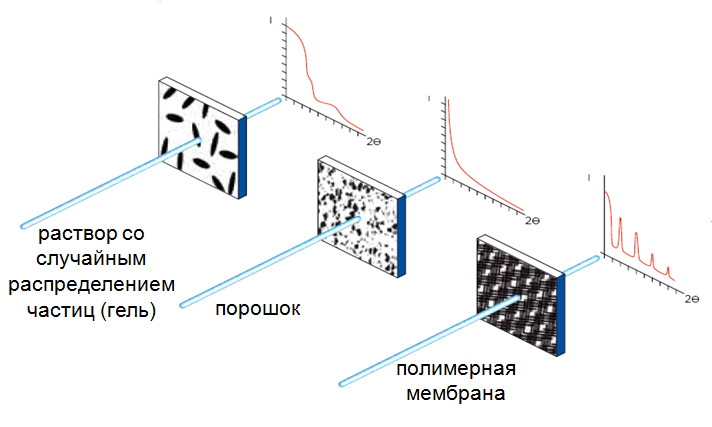 I
2Θ
раствор со
случайным
распределением
частиц (гель)
I
2Θ
порошок
I
2Θ
полимерная
мембрана